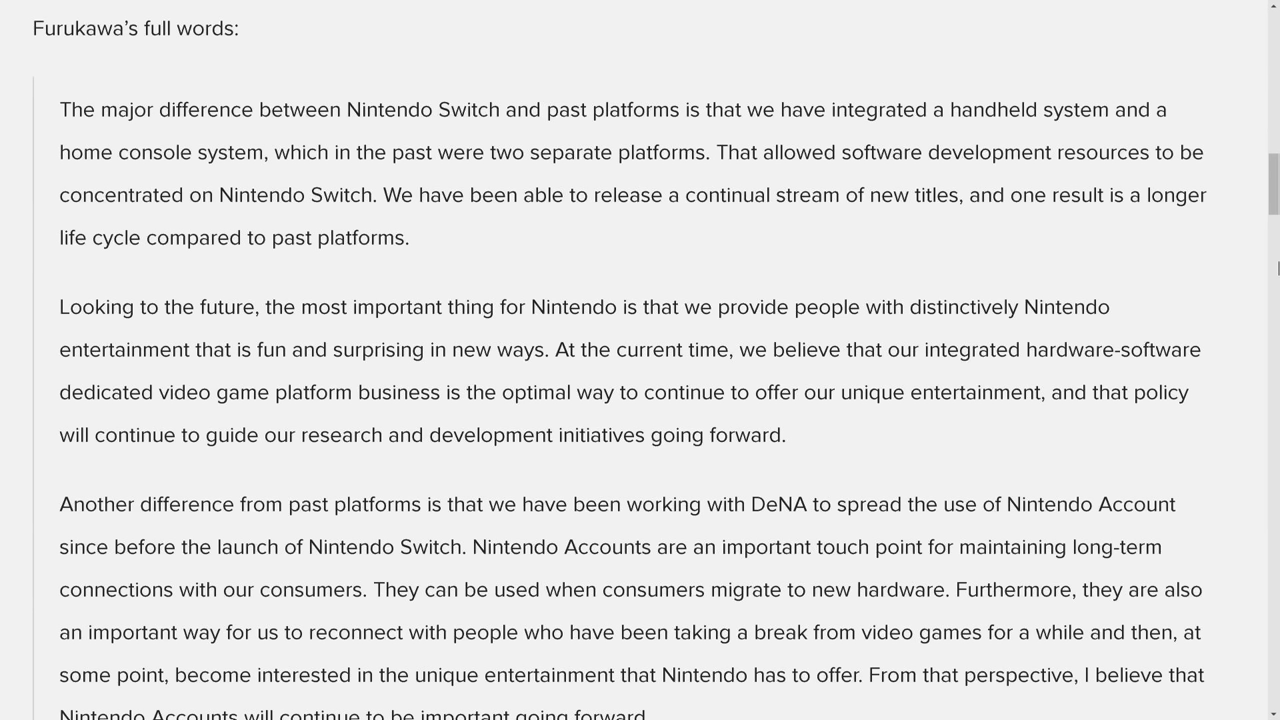 Furukawa’s full words:
The major difference between Nintendo Switch and past platforms is that we have integrated a handheld system and a
home console system, which in the past were two separate platforms. That allowed software development resources to be
concentrated on Nintendo Switch. We have been able to release a continual stream of new titles, and one result is a longer
life cycle compared to past platforms.
Looking to the future, the most important thing for Nintendo is that we provide people with distinctively Nintendo
entertainment that is fun and surprising in new ways. At the current time, we believe that our integrated hardware-software
dedicated video game platform business is the optimal way to continue to offer our unique entertainment, and that policy
will continue to guide our research and development initiatives going forward.
Another difference from past platforms is that we have been working with DeNA to spread the use of Nintendo Account
since before the launch of Nintendo Switch. Nintendo Accounts are an important touch point for maintaining long-term
connections with our consumers. They can be used when consumers migrate to new hardware. Furthermore, they are also
an important way for us to reconnect with people who have been taking a break from video games for a while and then, at
some point, become interested in the unique entertainment that Nintendo has to offer. From that perspective, I believe that
Nintendo Accounts will continue to be important going forward.